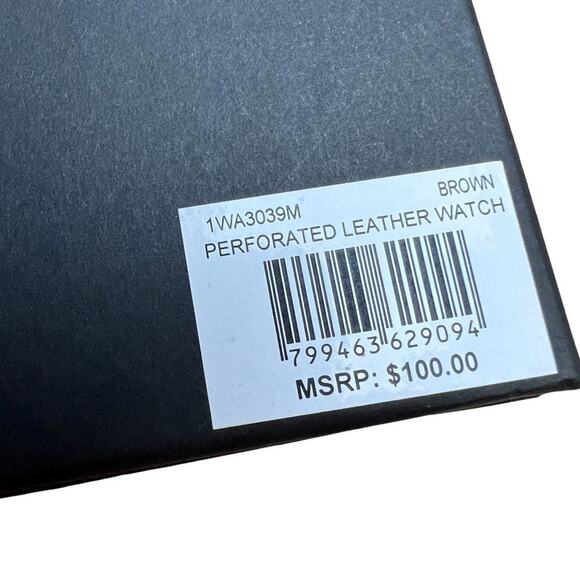 1WA3039M BROWN
PERFORATED LEATHER WATCH
799463 629094
MSRP: $100.00